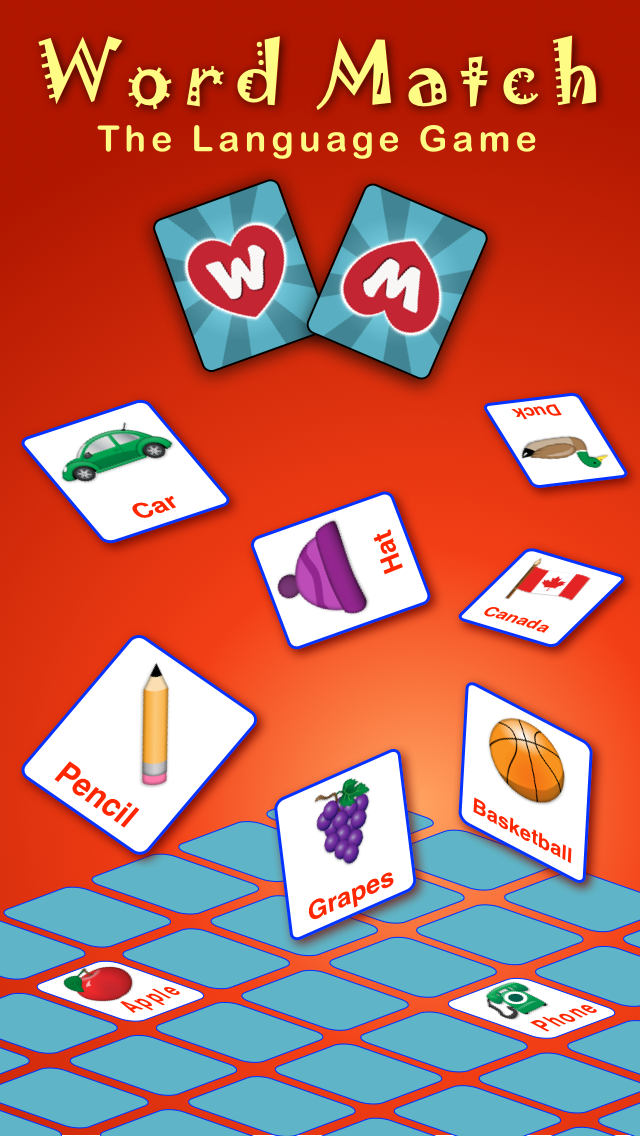 Word Match
The Language Game
W
M
Car
Duck
Hat
Canada
Pencil
Basketball
Grapes
Apple
Phone